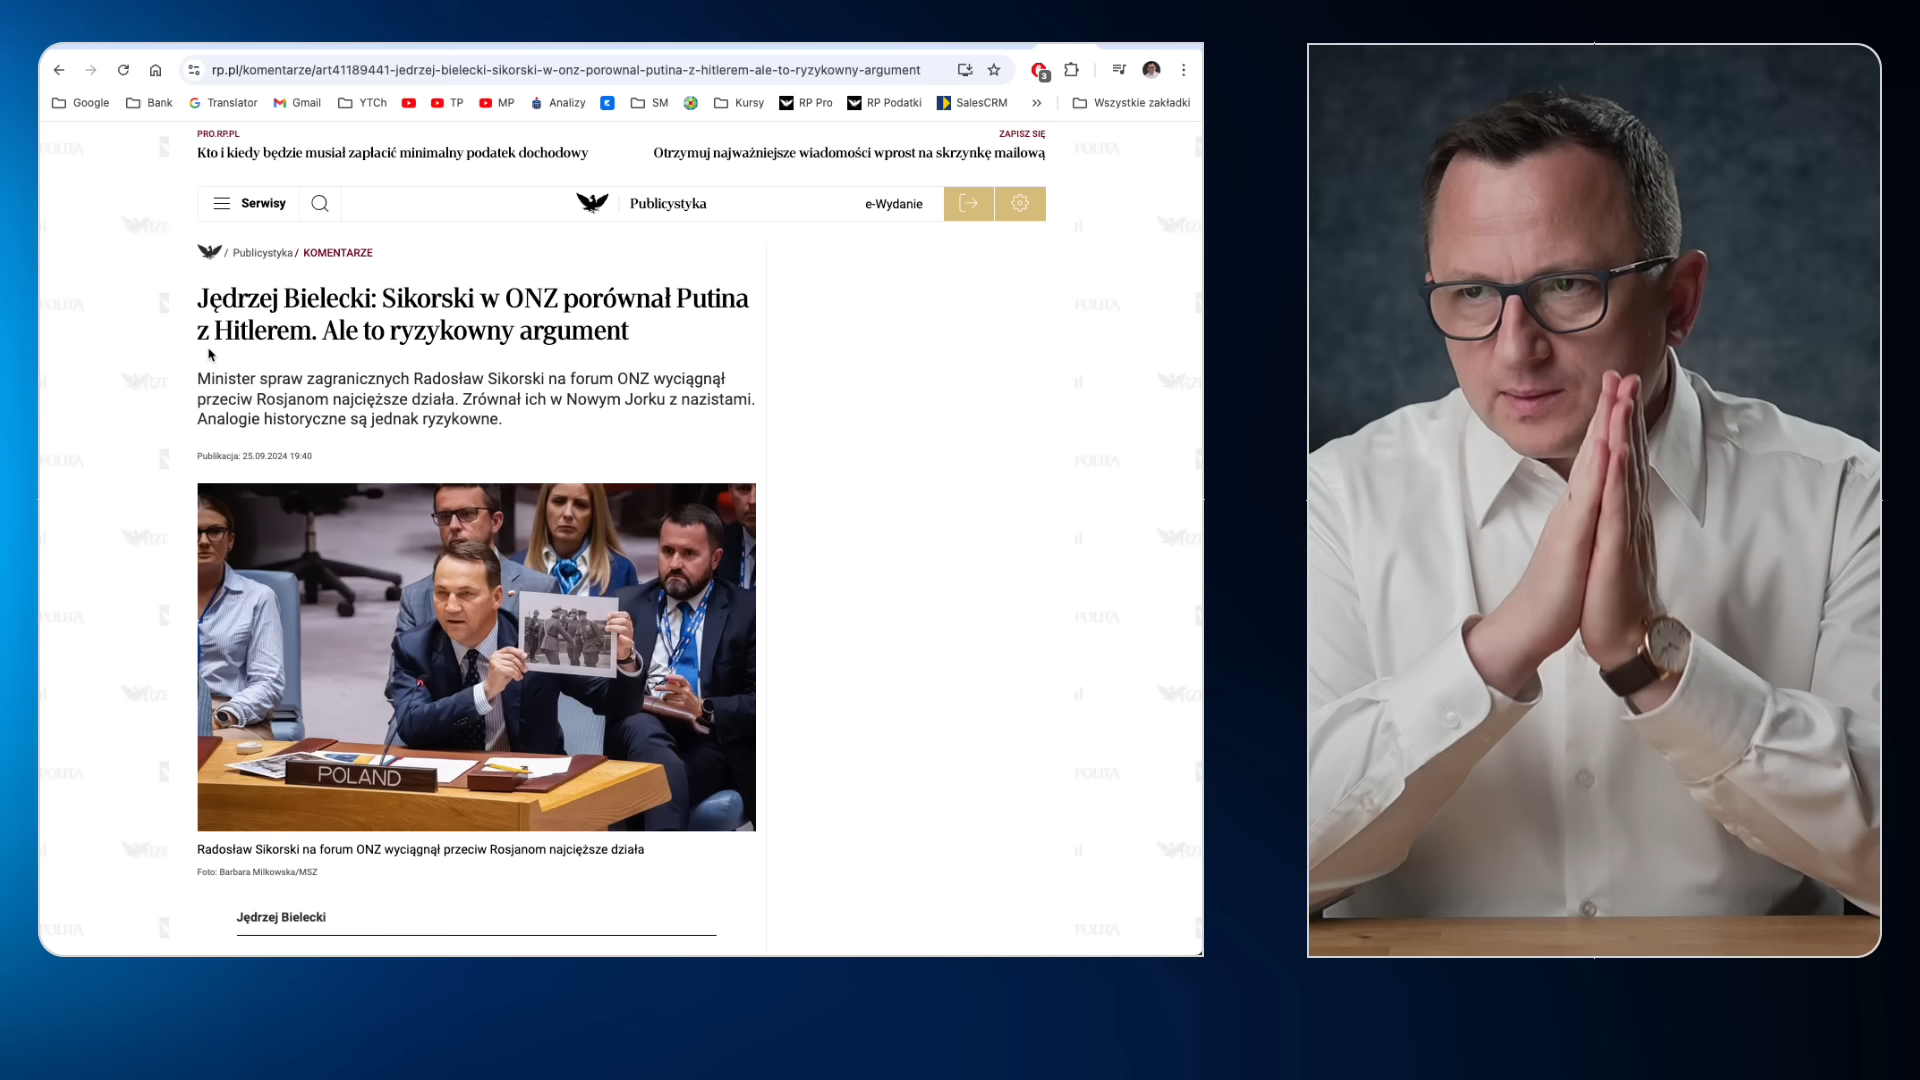 rp.pl/komentarze/art41189441-jedrzej-bielecki-sikorski-w-onz-porownal-putina-z-hitlerem-ale-to-ryzykowny-argument
3
Google Bank Translator Gmail YTCh TP MP Analizy SM Kursy RP Pro RP Podatki SalesCRM » Wszystkie zakładki
PRO.RP.PL ZAPISZ SIĘ
Kto i kiedy będzie musiał zapłacić minimalny podatek dochodowy Otrzymuj najważniejsze wiadomości wprost na skrzynkę mailową
Serwisy Publicystyka e-Wydanie
/ Publicystyka / KOMENTARZE
Jędrzej Bielecki: Sikorski w ONZ porównał Putina
z Hitlerem. Ale to ryzykowny argument
Minister spraw zagranicznych Radosław Sikorski na forum ONZ wyciągnął
przeciw Rosjanom najcięższe działa. Zrównał ich w Nowym Jorku z nazistami.
Analogie historyczne są jednak ryzykowne.
Publikacja: 25.09.2024 19:40
POLAND
Radosław Sikorski na forum ONZ wyciągnął przeciw Rosjanom najcięższe działa
Foto: Barbara Milkowska/MSZ
Jędrzej Bielecki